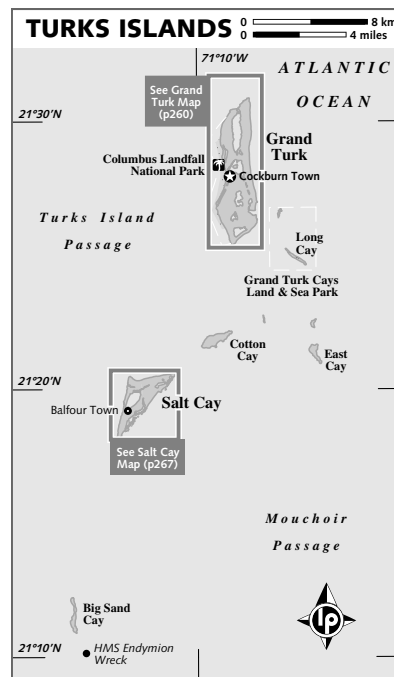 TURKS ISLANDS
0 8 km
0 4 miles
71°10'W
ATLANTIC
OCEAN
See Grand
Turk Map
(p260)
21°30'N
Grand
Turk
Columbus Landfall
National Park
Cockburn Town
Turks Island
Passage
Long
Cay
Grand Turk Cays
Land & Sea Park
Cotton
Cay
East
Cay
21°20'N
Salt Cay
Balfour Town
See Salt Cay
Map (p267)
Mouchoir
Passage
Big Sand
Cay
lp
21°10'N
HMS Endymion
Wreck